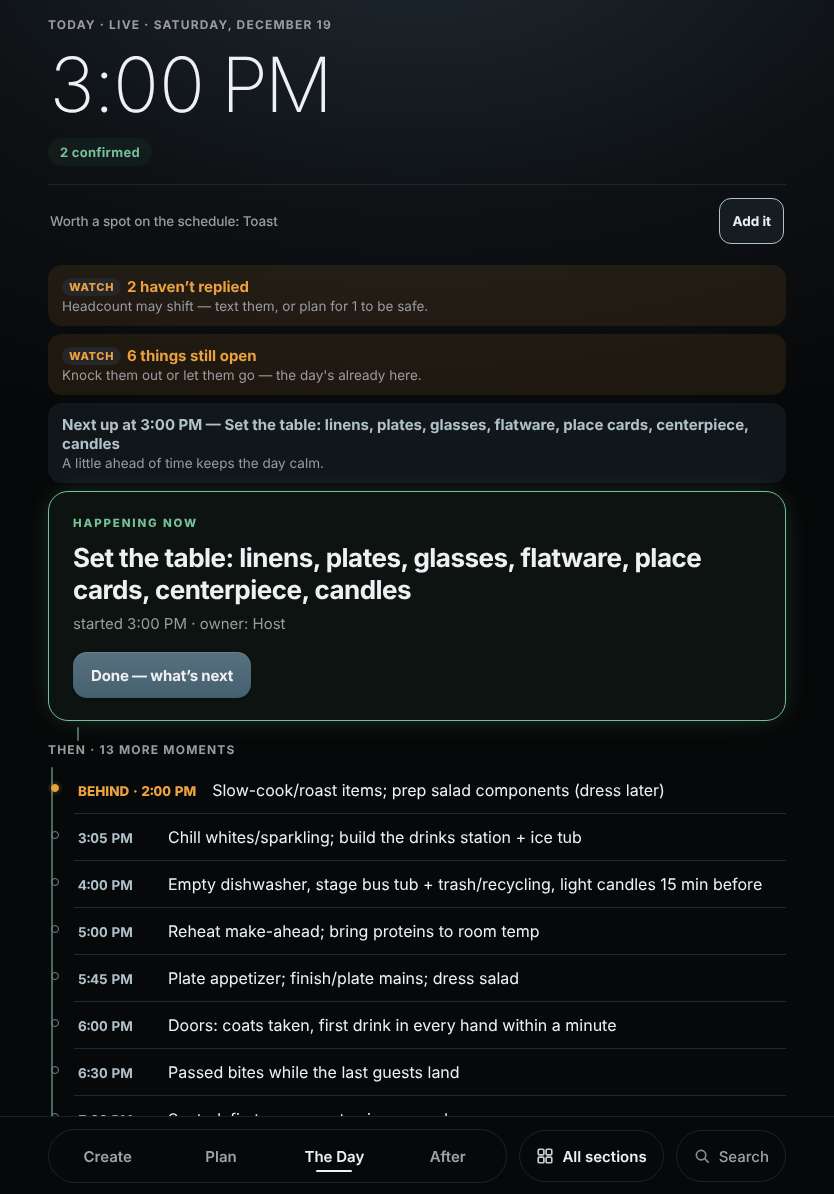 TODAY · LIVE · SATURDAY, DECEMBER 19
3:00 PM
2 confirmed
Worth a spot on the schedule: Toast
Add it
WATCH 2 haven’t replied
Headcount may shift — text them, or plan for 1 to be safe.
WATCH 6 things still open
Knock them out or let them go — the day's already here.
Next up at 3:00 PM — Set the table: linens, plates, glasses, flatware, place cards, centerpiece,
candles
A little ahead of time keeps the day calm.
HAPPENING NOW
Set the table: linens, plates, glasses, flatware, place
cards, centerpiece, candles
started 3:00 PM · owner: Host
Done — what’s next
THEN · 13 MORE MOMENTS
BEHIND · 2:00 PM Slow-cook/roast items; prep salad components (dress later)
3:05 PM Chill whites/sparkling; build the drinks station + ice tub
4:00 PM Empty dishwasher, stage bus tub + trash/recycling, light candles 15 min before
5:00 PM Reheat make-ahead; bring proteins to room temp
5:45 PM Plate appetizer; finish/plate mains; dress salad
6:00 PM Doors: coats taken, first drink in every hand within a minute
6:30 PM Passed bites while the last guests land
Create Plan The Day After All sections Search